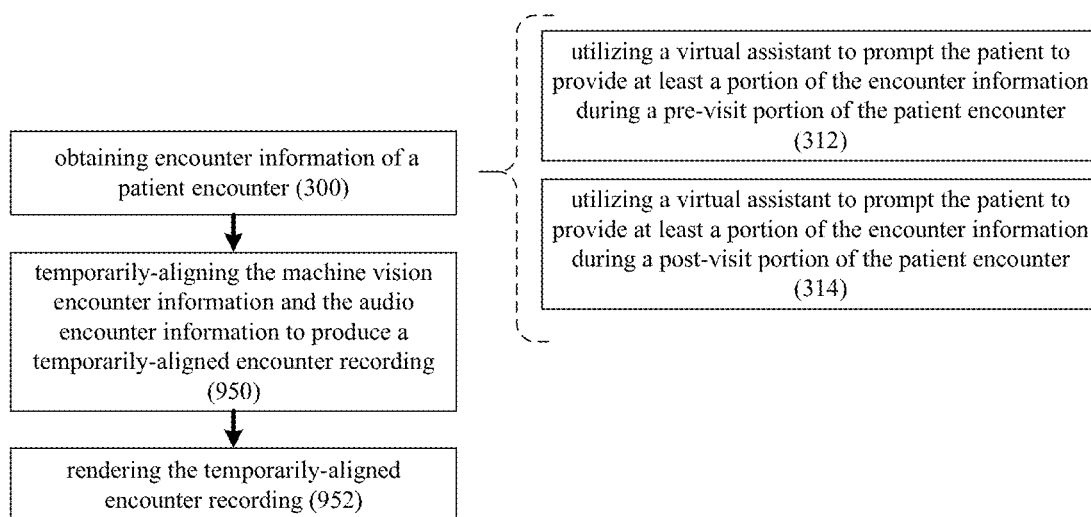 obtaining encounter information of a
patient encounter (300)
temporarily-aligning the machine vision
encounter information and the audio
encounter information to produce a
temporarily-aligned encounter recording
(950)
rendering the temporarily-aligned
encounter recording (952)
utilizing a virtual assistant to prompt the patient to
provide at least a portion of the encounter information
during a pre-visit portion of the patient encounter
(312)
utilizing a virtual assistant to prompt the patient to
provide at least a portion of the encounter information
during a post-visit portion of the patient encounter
(314)